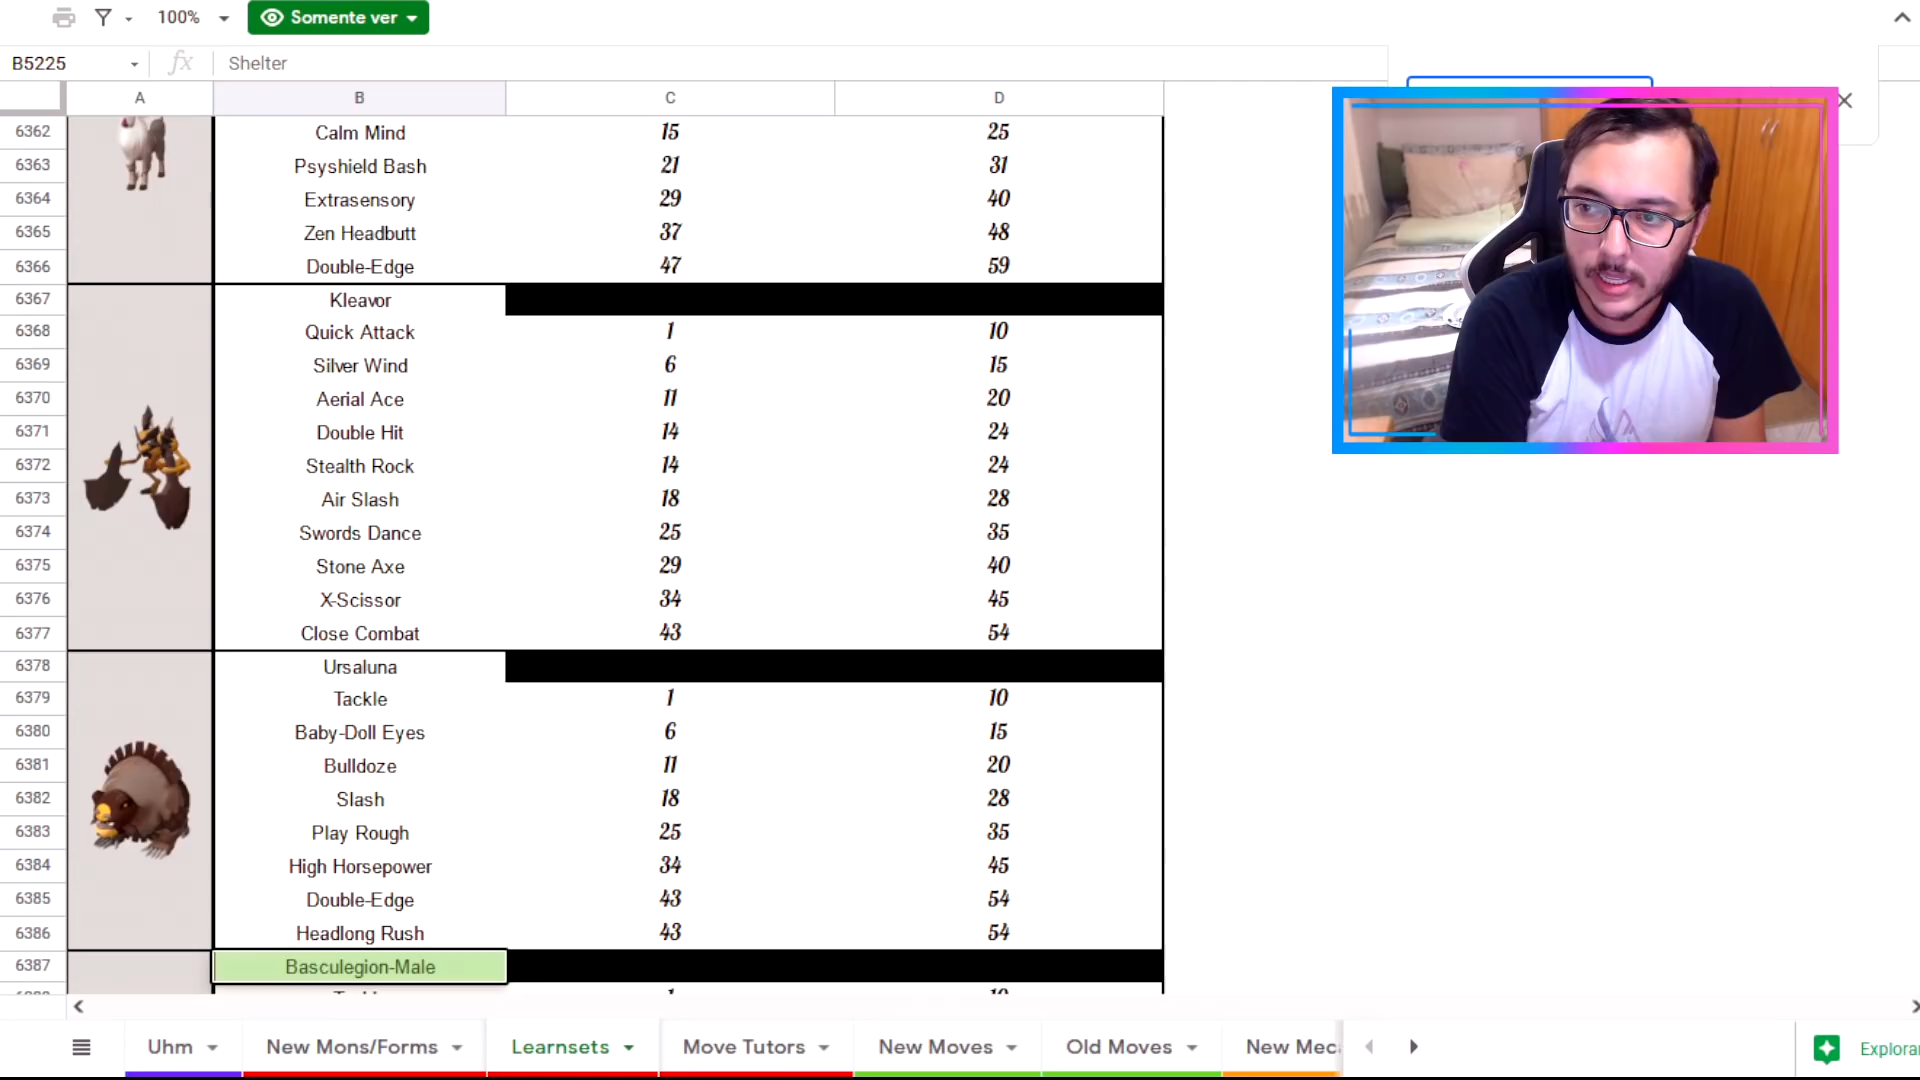 100% Somente ver
B5225 fx Shelter
A B C D
6362 Calm Mind 15 25
6363 Psyshield Bash 21 31
6364 Extrasensory 29 40
6365 Zen Headbutt 37 48
6366 Double-Edge 47 59
6367 Kleavor
6368 Quick Attack 1 10
6369 Silver Wind 6 15
6370 Aerial Ace 11 20
6371 Double Hit 14 24
6372 Stealth Rock 14 24
6373 Air Slash 18 28
6374 Swords Dance 25 35
6375 Stone Axe 29 40
6376 X-Scissor 34 45
6377 Close Combat 43 54
6378 Ursaluna
6379 Tackle 1 10
6380 Baby-Doll Eyes 6 15
6381 Bulldoze 11 20
6382 Slash 18 28
6383 Play Rough 25 35
6384 High Horsepower 34 45
6385 Double-Edge 43 54
6386 Headlong Rush 43 54
6387 Basculegion-Male
Uhm New Mons/Forms Learnsets Move Tutors New Moves Old Moves New Mec Explorar